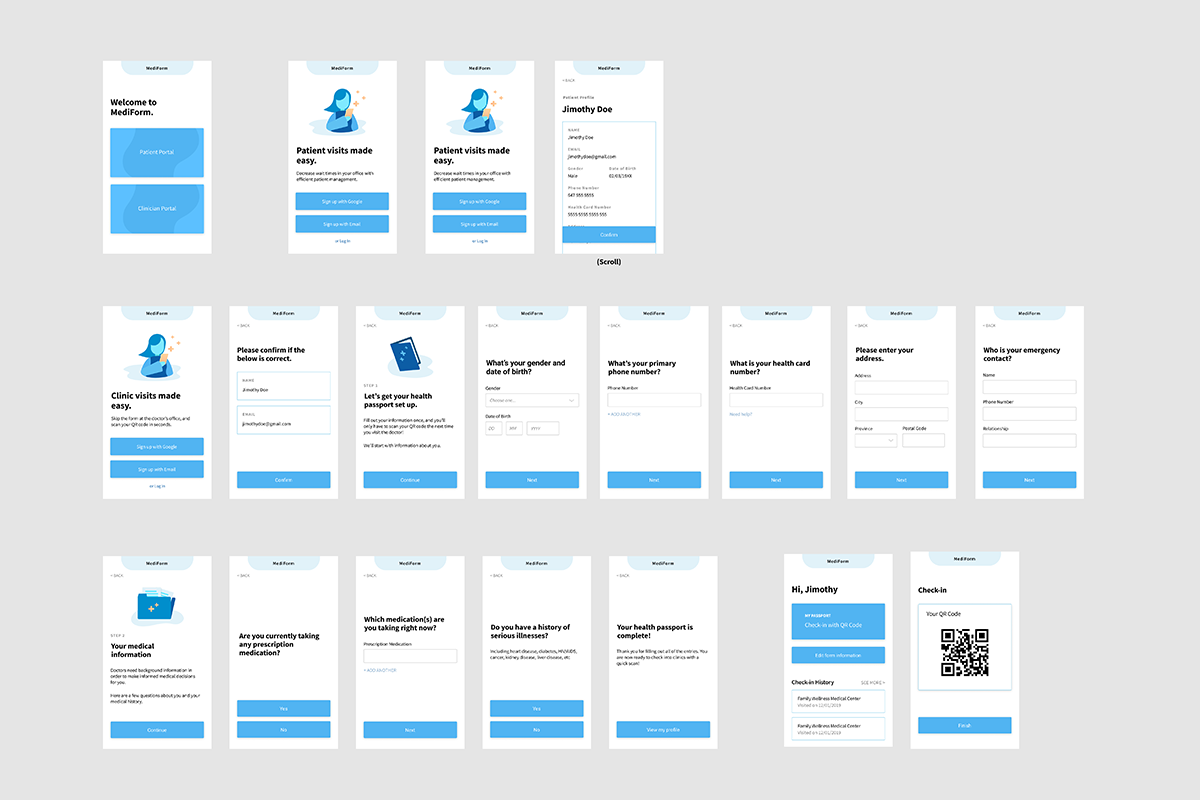 MediForm
Welcome to
MediForm.
Patient Portal
Clinician Portal
MediForm
Patient visits made
easy.
Decrease wait times in your office with
efficient patient management.
Sign up with Google
Sign up with Email
or Log In
MediForm
Patient visits made
easy.
Decrease wait times in your office with
efficient patient management.
Sign up with Google
Sign up with Email
or Log In
MediForm
< BACK
Patient Profile
Jimothy Doe
NAME
Jimothy Doe
EMAIL
jimothydoe@gmail.com
Gender Date of Birth
Male
Phone Number
647 555 5555
Health Card Number
5555 5555 5555 555
Confirm
(Scroll)
MediForm
Clinic visits made
easy.
Skip the form at the doctor's office, and
scan your QR code in seconds.
Sign up with Google
Sign up with Email
or Log In
MediForm
< BACK
Please confirm if the
below is correct.
NAME
Jimothy Doe
EMAIL
jimothydoe@gmail.com
Confirm
MediForm
< BACK
STEP 1
Let's get your health
passport set up.
Fill out your information once, and you'll
only have to scan your QR code the next time
you visit the doctor!
We'll start with information about you.
Continue
MediForm
< BACK
What's your gender and
date of birth?
Gender
Choose one...
Date of Birth
DD
MM
YYYY
Next
MediForm
< BACK
What's your primary
phone number?
Phone Number
+ ADD ANOTHER
Next
MediForm
< BACK
What is your health card
number?
Health Card Number
Need help?
Next
MediForm
< BACK
Please enter your
address.
Address
City
Province Postal Code
Next
MediForm
< BACK
Who is your emergency
contact?
Name
Phone Number
Relationship
Next
MediForm
< BACK
STEP 2
Your medical
information
Doctors need background information in
order to make informed medical decisions
for you.
Here are a few questions about you and your
medical history.
Continue
MediForm
< BACK
Are you currently taking
any prescription
medication?
Yes
No
MediForm
< BACK
Which medication(s) are
you taking right now?
Prescription Medication
+ ADD ANOTHER
Next
MediForm
< BACK
Do you have a history of
serious illnesses?
Including heart disease, diabetes, HIV/AIDS,
cancer, kidney disease, liver disease, etc
Yes
No
MediForm
< BACK
Your health passport is
complete!
Thank you for filling out all of the entries. You
are now ready to check into clinics with a
quick scan!
View my profile
MediForm
Hi, Jimothy
MY PASSPORT
Check-in with QR Code
Edit form information
Check-in History SEE MORE >
Family Wellness Medical Center
Visited on 12/01/2019
Family Wellness Medical Center
Visited on 12/01/2019
MediForm
Check-in
Your QR Code
Finish